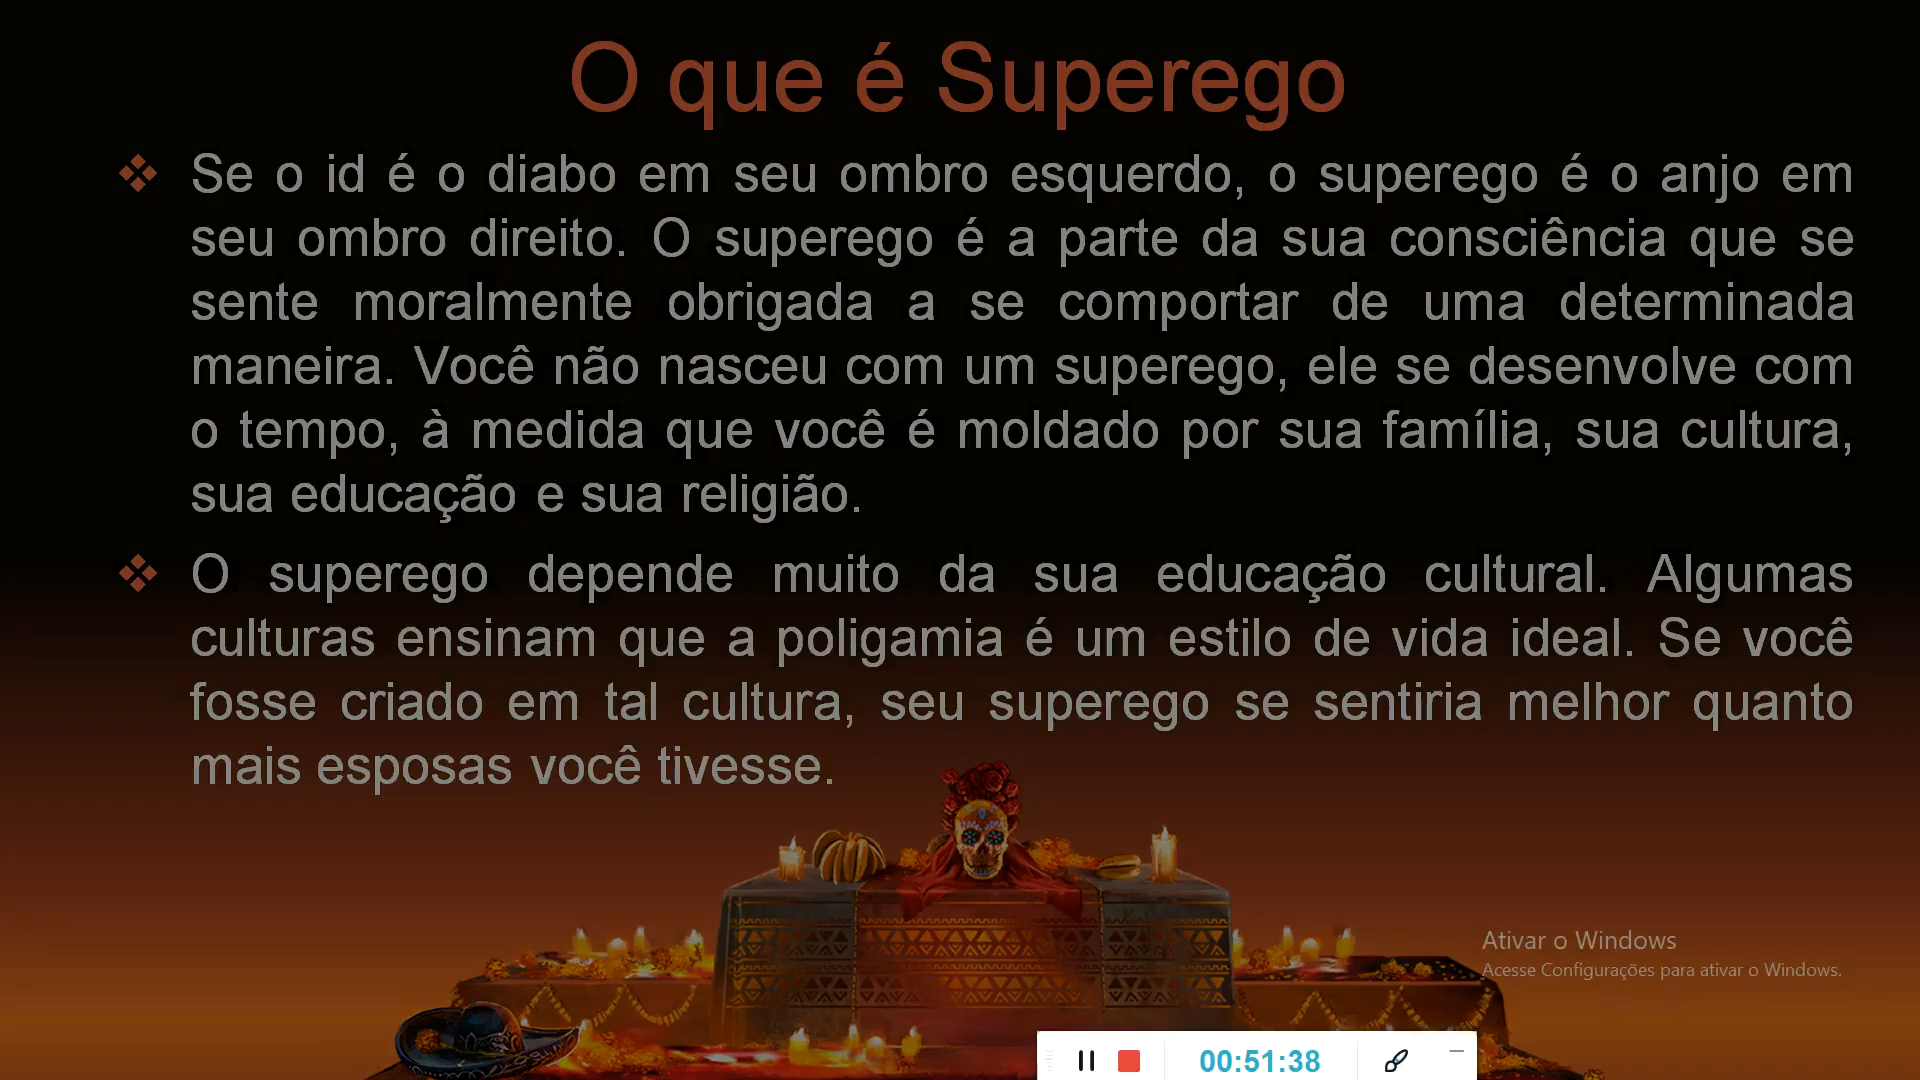 O que é Superego
Se o id é o diabo em seu ombro esquerdo, o superego é o anjo em
seu ombro direito. O superego é a parte da sua consciência que se
sente moralmente obrigada a se comportar de uma determinada
maneira. Você não nasceu com um superego, ele se desenvolve com
o tempo, à medida que você é moldado por sua família, sua cultura,
sua educação e sua religião.
O superego depende muito da sua educação cultural. Algumas
culturas ensinam que a poligamia é um estilo de vida ideal. Se você
fosse criado em tal cultura, seu superego se sentiria melhor quanto
mais esposas você tivesse.
Ativar o Windows
Acesse Configurações para ativar o Windows.
00:51:38